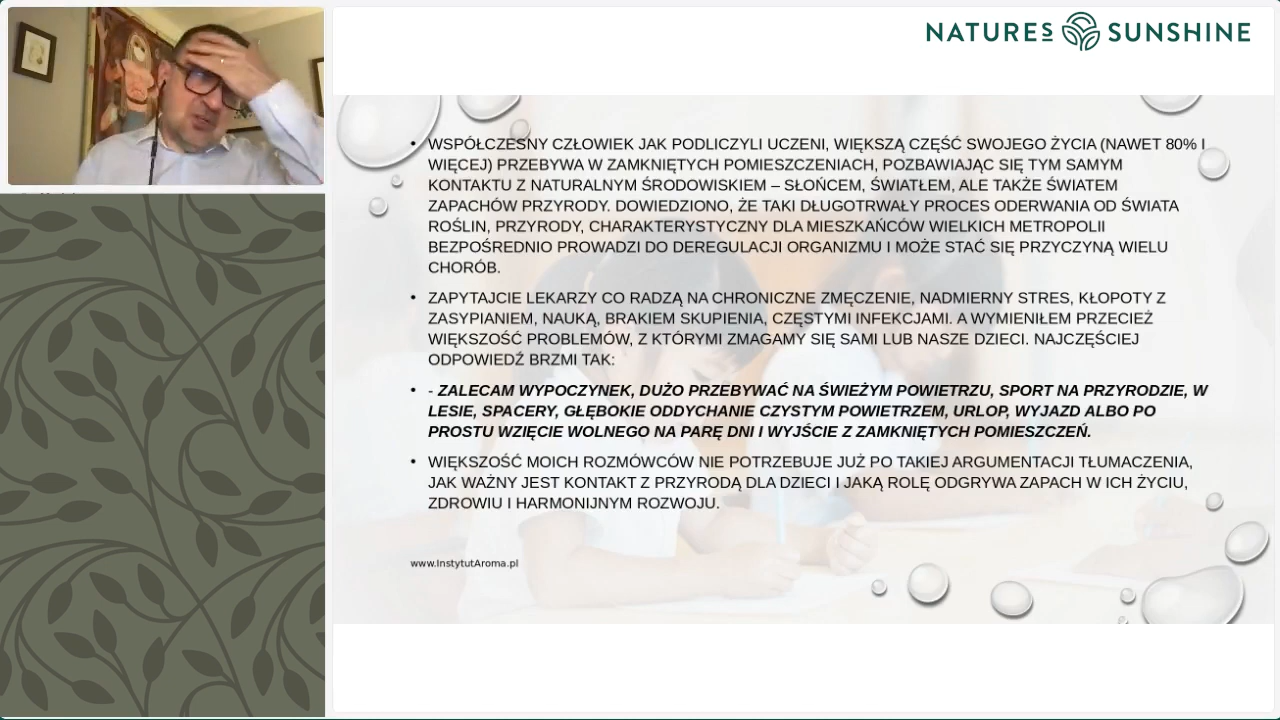 NATURE'S SUNSHINE
• WSPÓŁCZESNY CZŁOWIEK JAK PODLICZYLI UCZENI, WIĘKSZĄ CZĘŚĆ SWOJEGO ŻYCIA (NAWET 80% I
WIĘCEJ) PRZEBYWA W ZAMKNIĘTYCH POMIESZCZENIACH, POZBAWIAJĄC SIĘ TYM SAMYM
KONTAKTU Z NATURALNYM ŚRODOWISKIEM – SŁOŃCEM, ŚWIATŁEM, ALE TAKŻE ŚWIATEM
ZAPACHÓW PRZYRODY. DOWIEDZIONO, ŻE TAKI DŁUGOTRWAŁY PROCES ODERWANIA OD ŚWIATA
ROŚLIN, PRZYRODY, CHARAKTERYSTYCZNY DLA MIESZKAŃCÓW WIELKICH METROPOLII
BEZPOŚREDNIO PROWADZI DO DEREGULACJI ORGANIZMU I MOŻE STAĆ SIĘ PRZYCZYNĄ WIELU
CHORÓB.
• ZAPYTAJCIE LEKARZY CO RADZĄ NA CHRONICZNE ZMĘCZENIE, NADMIERNY STRES, KŁOPOTY Z
ZASYPIANIEM, NAUKĄ, BRAKIEM SKUPIENIA, CZĘSTYMI INFEKCJAMI. A WYMIENIŁEM PRZECIEŻ
WIĘKSZOŚĆ PROBLEMÓW, Z KTÓRYMI ZMAGAMY SIĘ SAMI LUB NASZE DZIECI. NAJCZĘŚCIEJ
ODPOWIEDŹ BRZMI TAK:
• - ZALECAM WYPOCZYNEK, DUŻO PRZEBYWAĆ NA ŚWIEŻYM POWIETRZU, SPORT NA PRZYRODZIE, W
LESIE, SPACERY, GŁĘBOKIE ODDYCHANIE CZYSTYM POWIETRZEM, URLOP, WYJAZD ALBO PO
PROSTU WZIĘCIE WOLNEGO NA PARĘ DNI I WYJŚCIE Z ZAMKNIĘTYCH POMIESZCZEŃ.
• WIĘKSZOŚĆ MOICH ROZMÓWCÓW NIE POTRZEBUJE JUŻ PO TAKIEJ ARGUMENTACJI TŁUMACZENIA,
JAK WAŻNY JEST KONTAKT Z PRZYRODĄ DLA DZIECI I JAKĄ ROLĘ ODGRYWA ZAPACH W ICH ŻYCIU,
ZDROWIU I HARMONIJNYM ROZWOJU.
www.InstytutAroma.pl